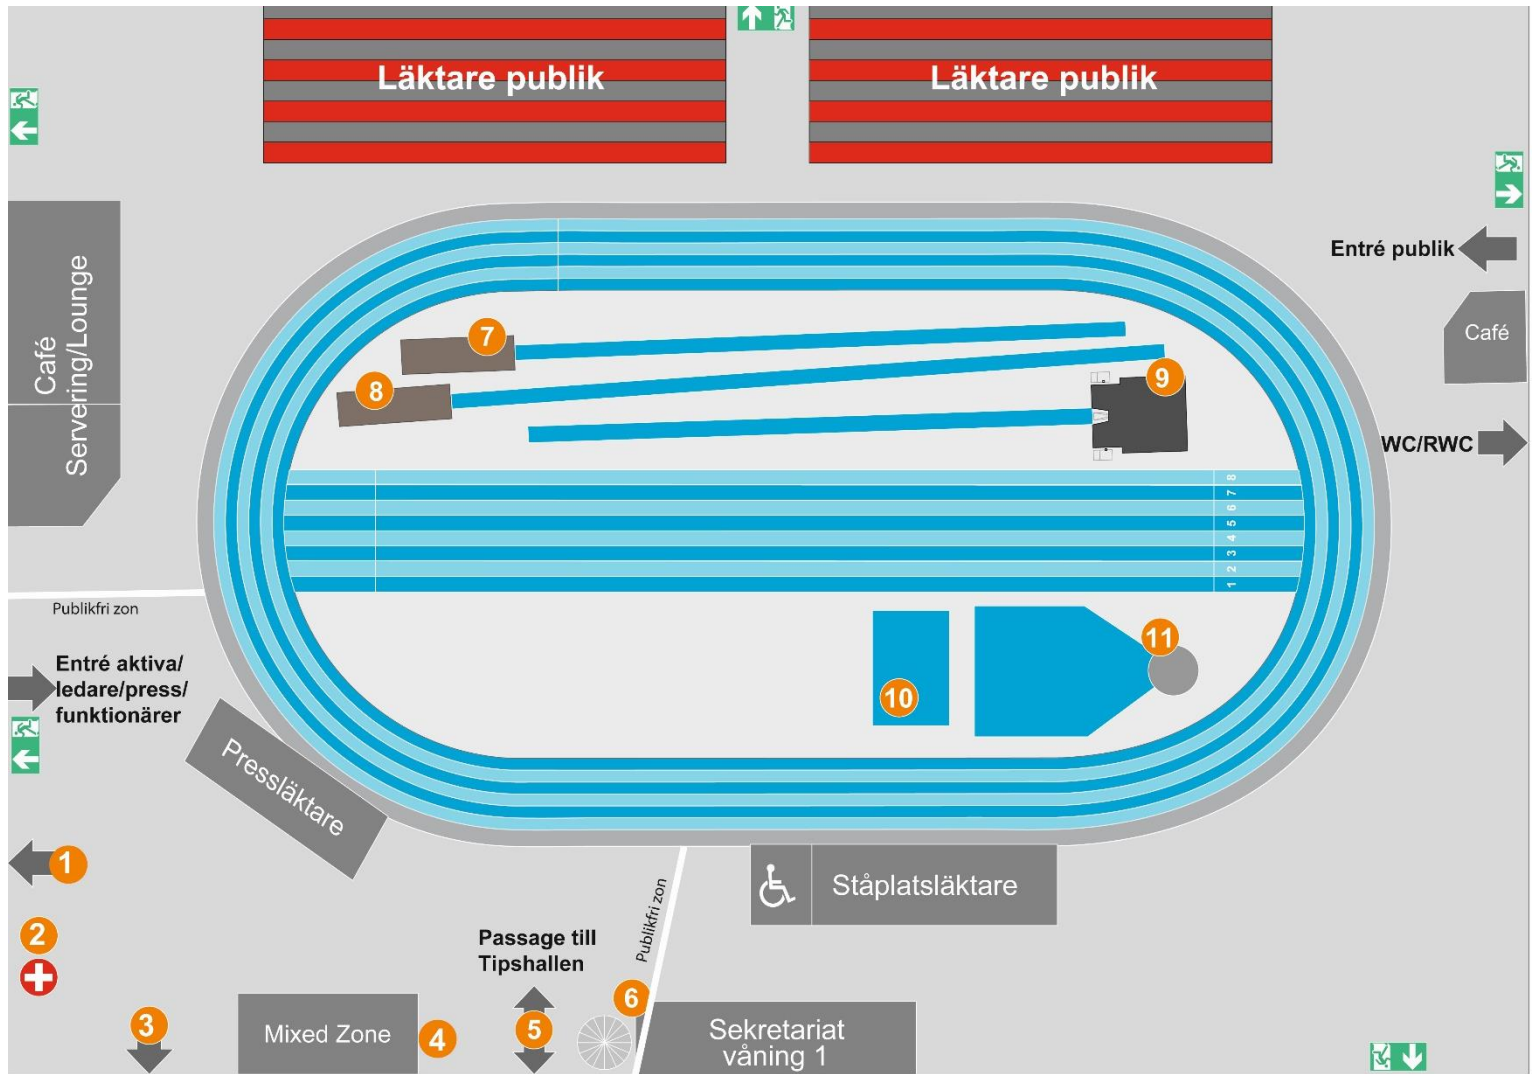 Läktare publik
Läktare publik
Entré publik
Café
Servering/Lounge
Café
WC/RWC
7
8
9
8
7
6
5
4
3
2
1
Publikfri zon
Entré aktiva/
ledare/press/
funktionärer
10
11
Pressläktare
1
2
3
Mixed Zone
4
Passage till
Tipshallen
5
6
Publikfri zon
Ståplatsläktare
Sekretariat
våning 1